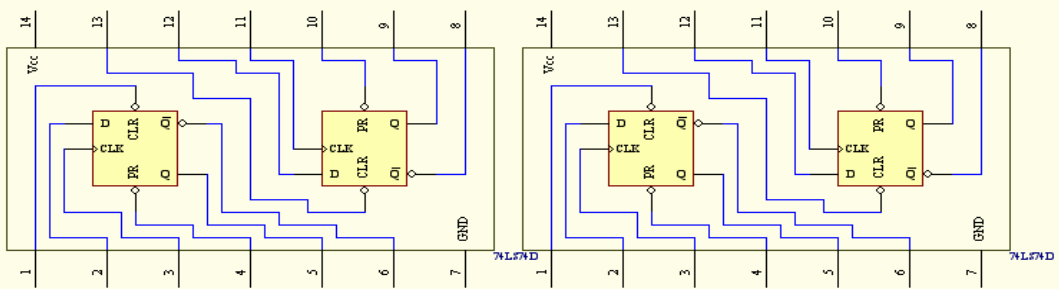 14 13 12 11 10 9 8 14 13 12 11 10 9 8
Vcc Vcc
D CLR Q PR Q D CLR Q PR Q
CLK CLK CLK CLK
PR Q D CLR Q PR Q D CLR Q
GND GND
74LS74D 74LS74D
1 2 3 4 5 6 7 1 2 3 4 5 6 7